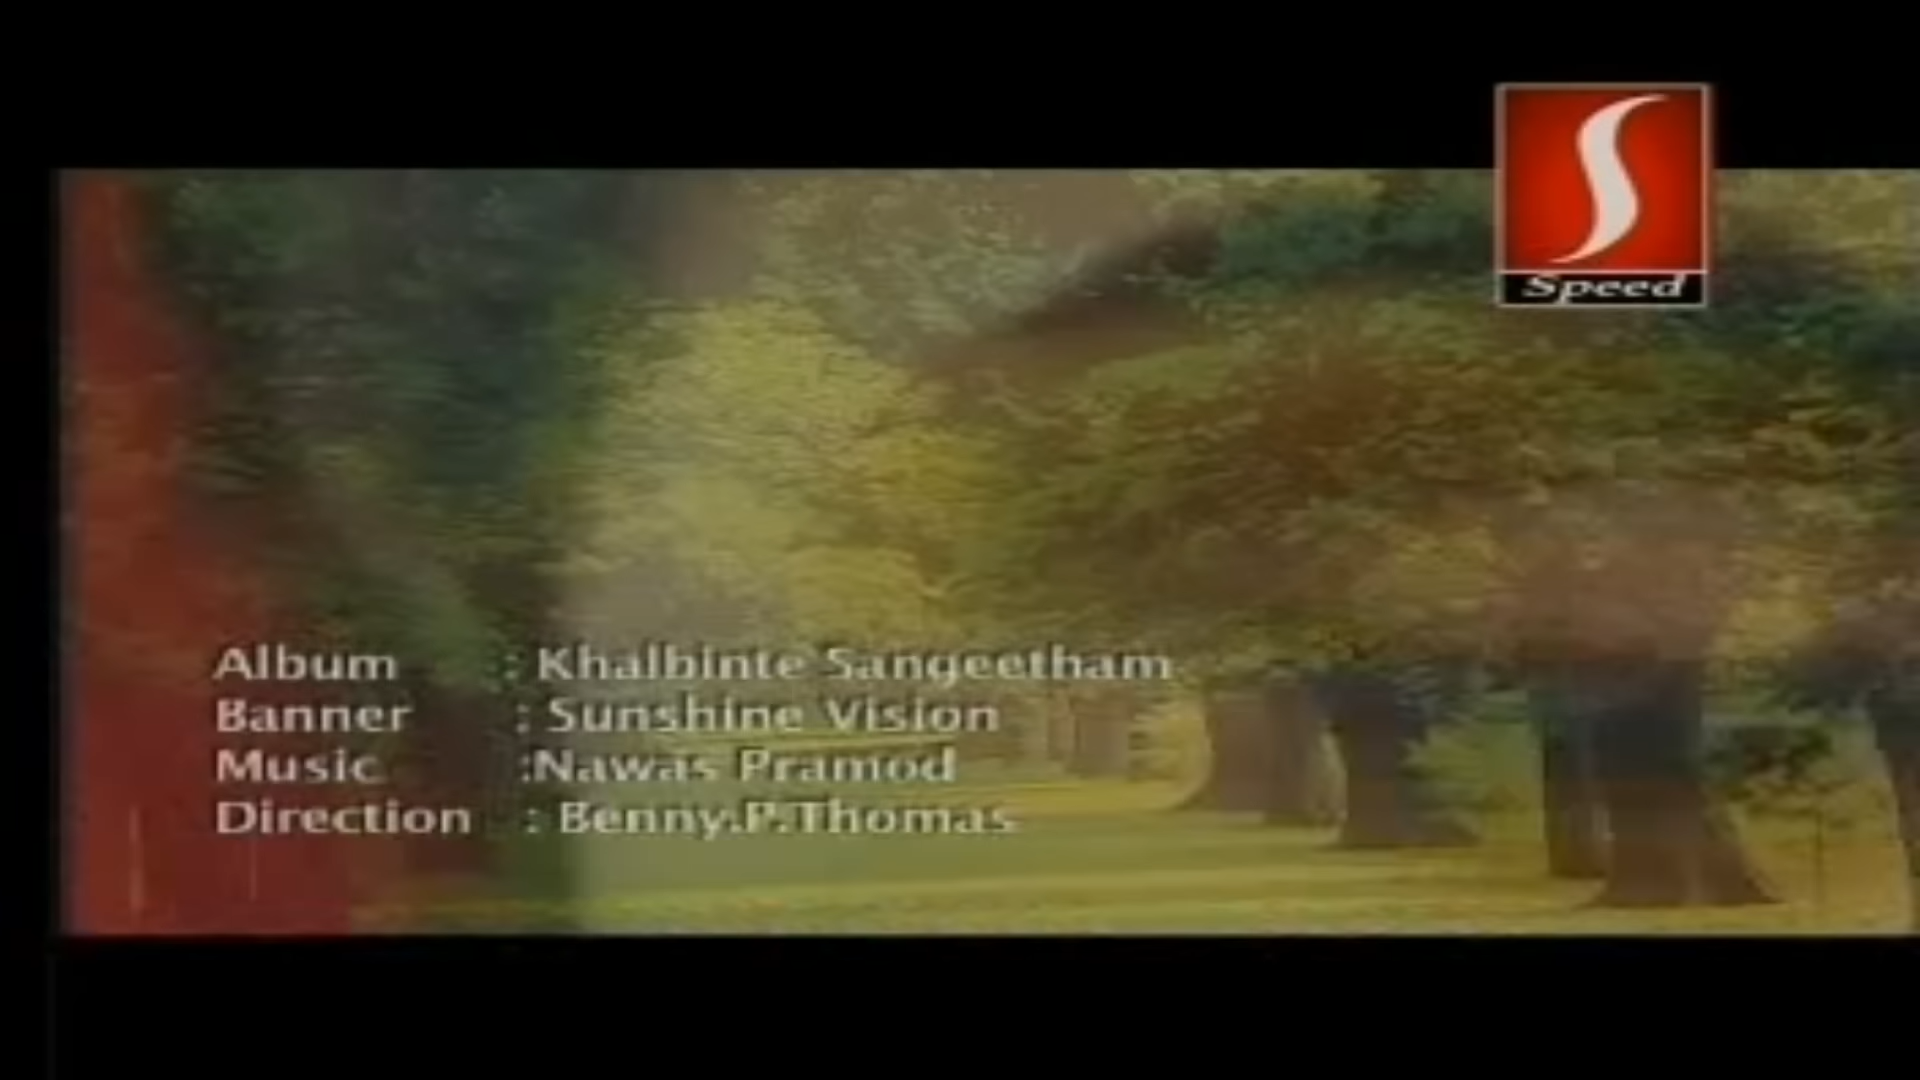 Speed
Album : Khalbinte Sangeetham
Banner : Sunshine Vision
Music :Nawas Pramod
Direction : Benny.P.Thomas